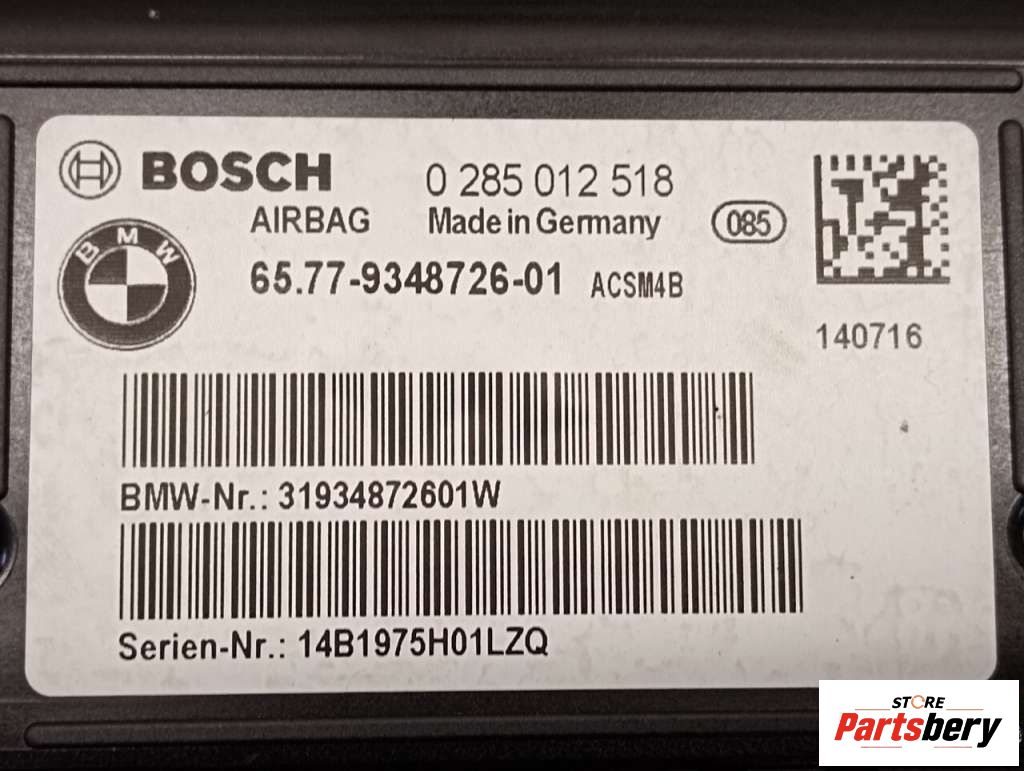 BOSCH 0 285 012 518
AIRBAG Made in Germany 085
BMW
65.77-9348726-01 ACSM4B
140716
BMW-Nr.: 31934872601W
Serien-Nr.: 14B1975H01LZQ
STORE
Partsbery